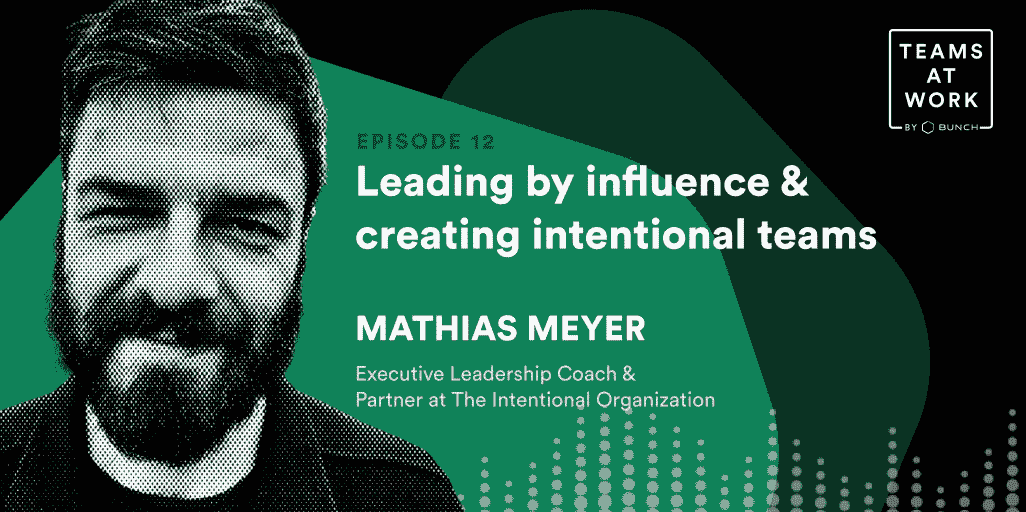 TEAMS
AT
WORK
BY BUNCH
EPISODE 12
Leading by influence &
creating intentional teams
MATHIAS MEYER
Executive Leadership Coach &
Partner at The Intentional Organization